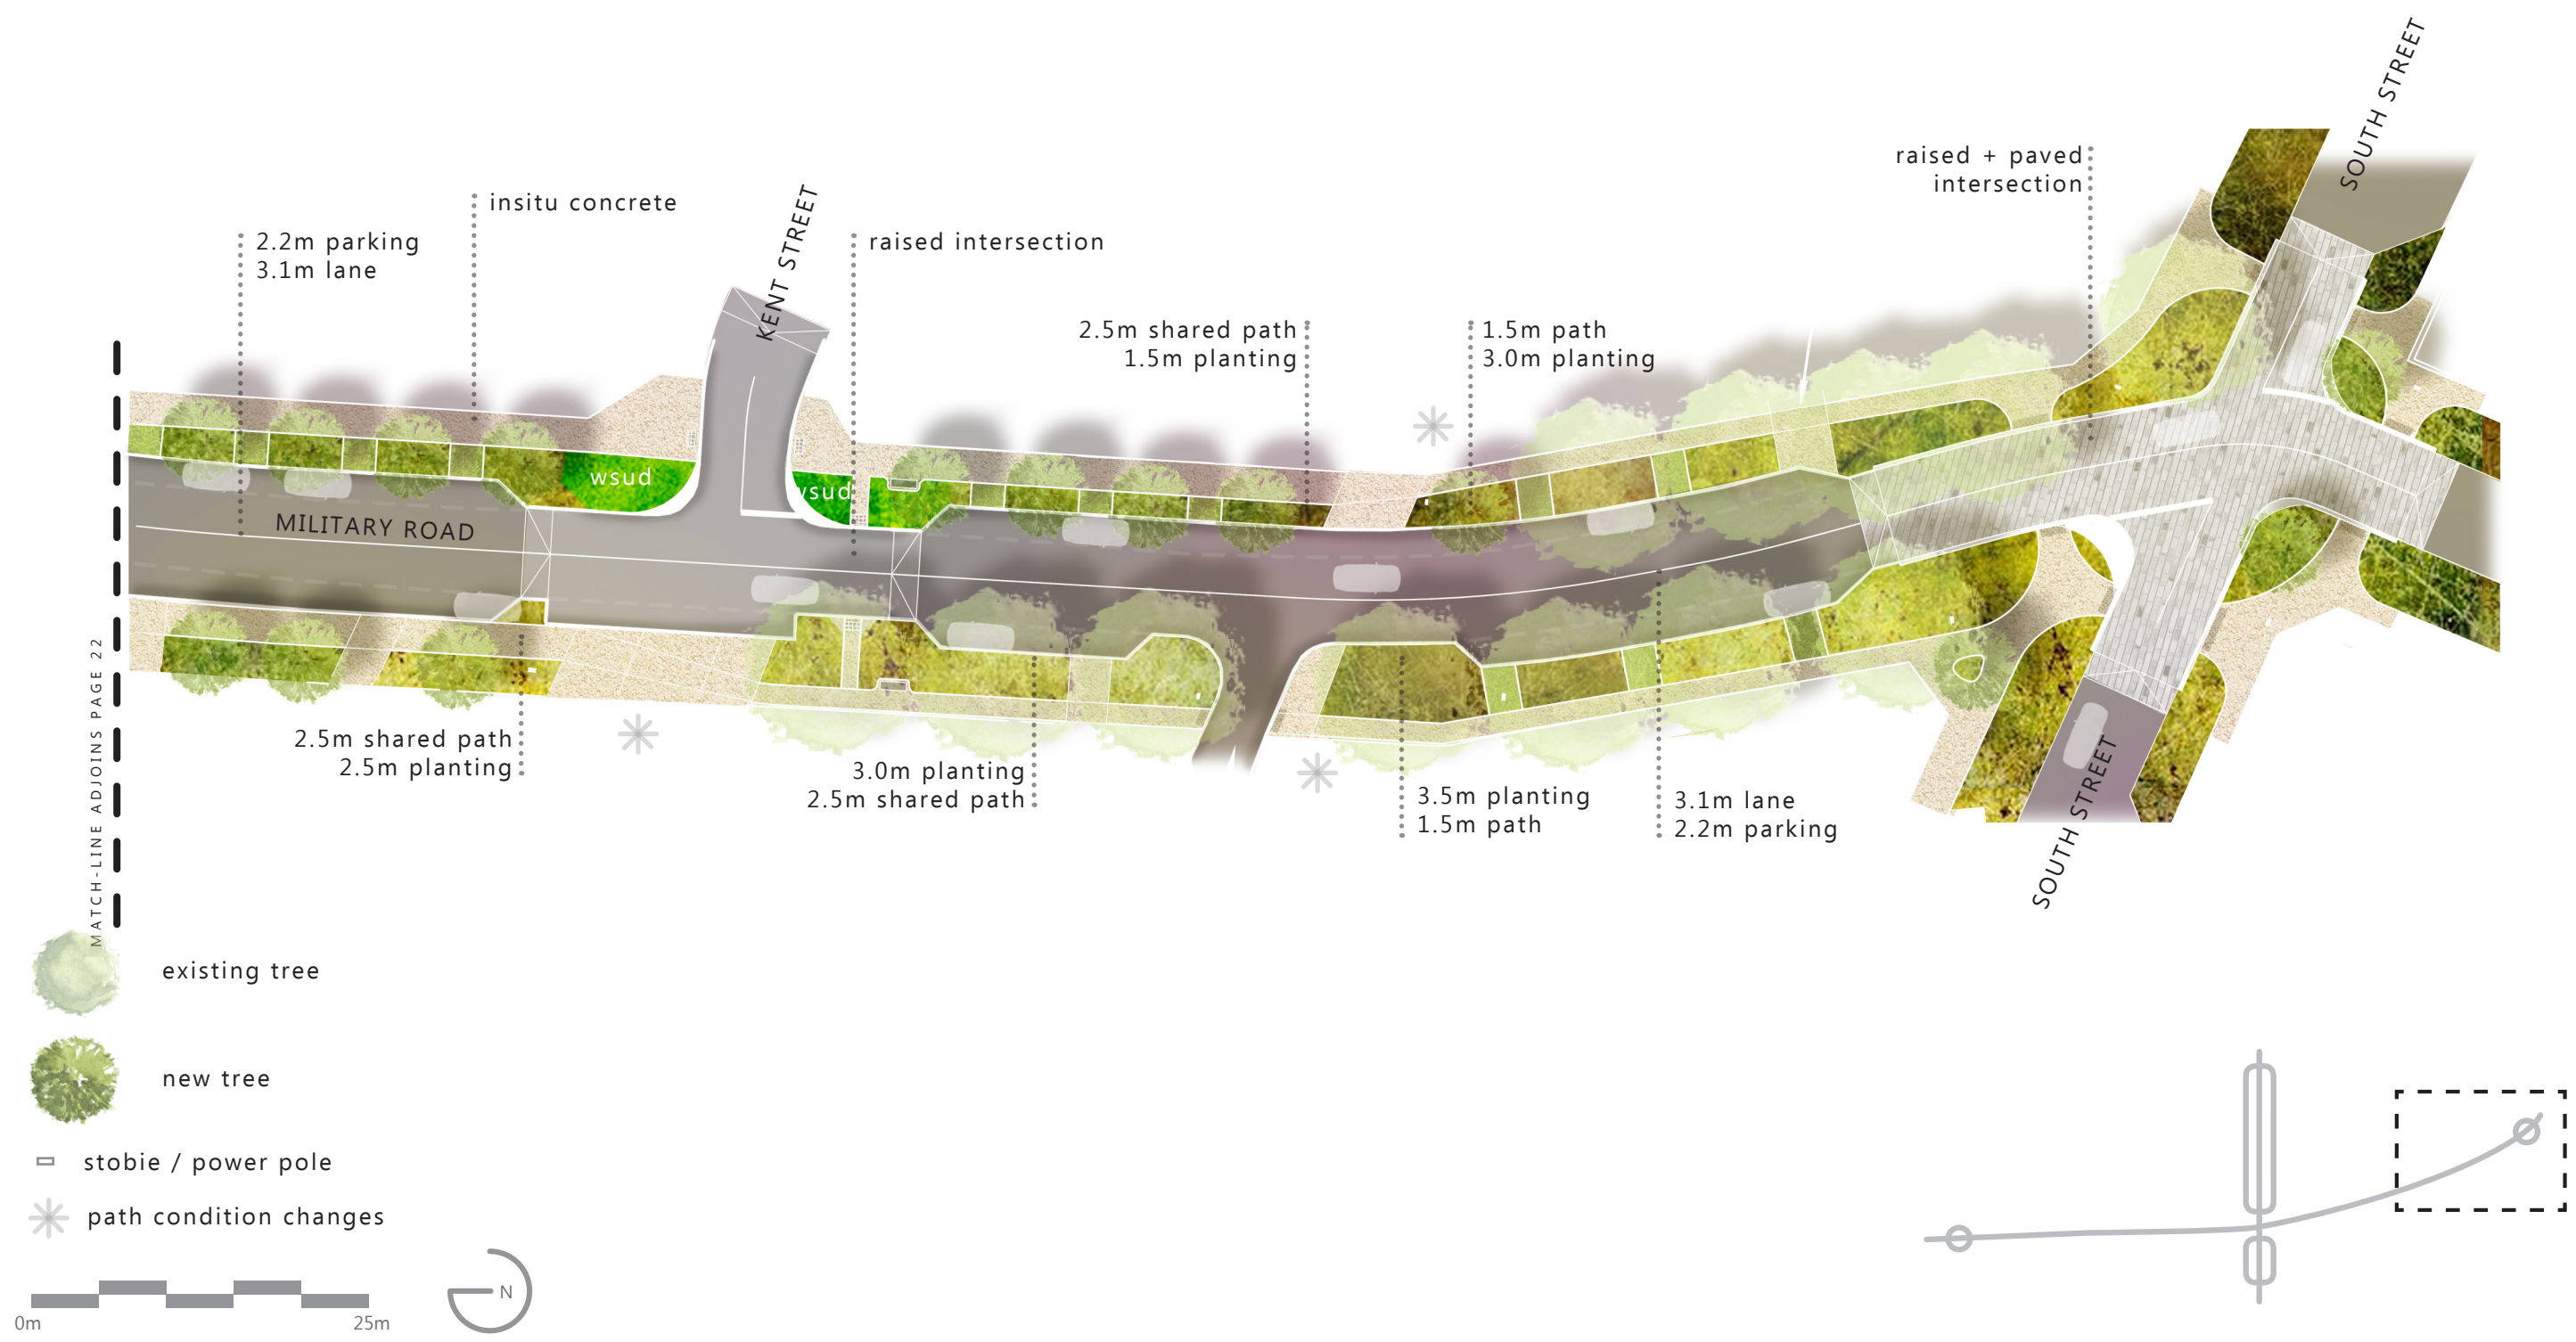 SOUTH STREET
raised + paved
intersection
insitu concrete
KENT STREET
2.2m parking
3.1m lane
raised intersection
2.5m shared path
1.5m planting
1.5m path
3.0m planting
wsud
wsud
MILITARY ROAD
MATCH-LINE ADJOINS PAGE 22
2.5m shared path
2.5m planting
3.0m planting
2.5m shared path
3.5m planting
1.5m path
3.1m lane
2.2m parking
SOUTH STREET
existing tree
new tree
stobie / power pole
path condition changes
N
0m
25m